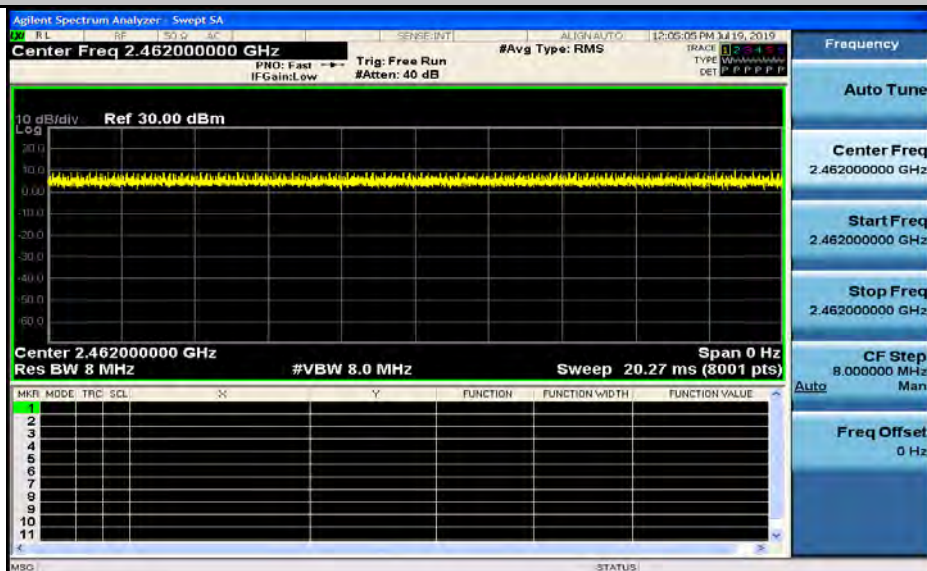 Agilent Spectrum Analyzer - Swept SA
RL RF 50 Ω AC SENSE:INT ALIGN AUTO 12:05:05 PM Jul 19, 2019
Center Freq 2.462000000 GHz #Avg Type: RMS TRACE 1 2 3 4 5 6
PNO: Fast Trig: Free Run TYPE
IFGain:Low #Atten: 40 dB DET P P P P P P
10 dB/div Ref 30.00 dBm
Log
20.0
10.0
0.00
-10.0
-20.0
-30.0
-40.0
-50.0
-60.0
Center 2.462000000 GHz Span 0 Hz
Res BW 8 MHz #VBW 8.0 MHz Sweep 20.27 ms (8001 pts)
MKR MODE TRC SCL X Y FUNCTION FUNCTION WIDTH FUNCTION VALUE
1
2
3
4
5
6
7
8
9
10
11
MSG STATUS
Frequency
Auto Tune
Center Freq
2.462000000 GHz
Start Freq
2.462000000 GHz
Stop Freq
2.462000000 GHz
CF Step
8.000000 MHz
Auto Man
Freq Offset
0 Hz